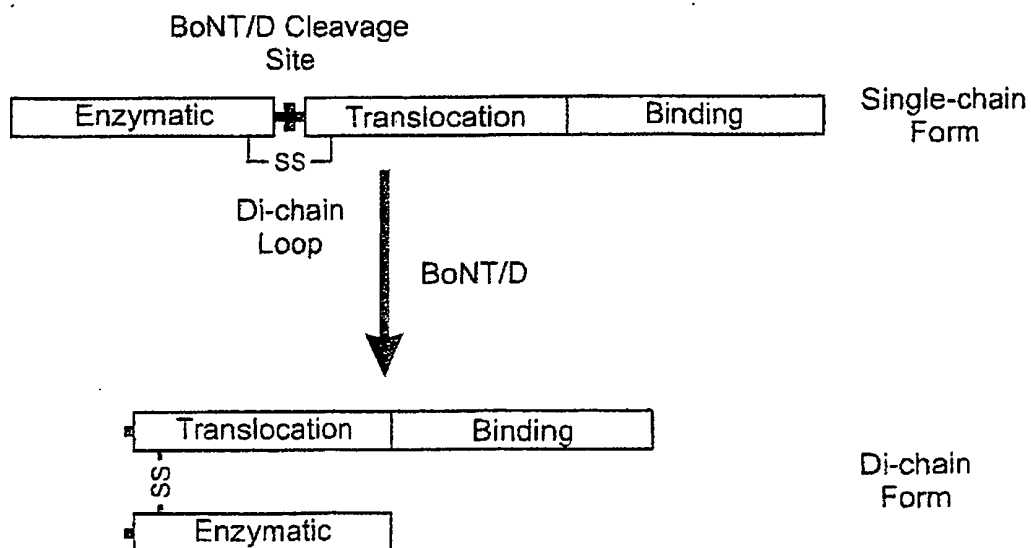 BoNT/D Cleavage
Site
Enzymatic
Translocation
Binding
Single-chain
Form
SS
Di-chain
Loop
BoNT/D
Translocation
Binding
SS
Enzymatic
Di-chain
Form